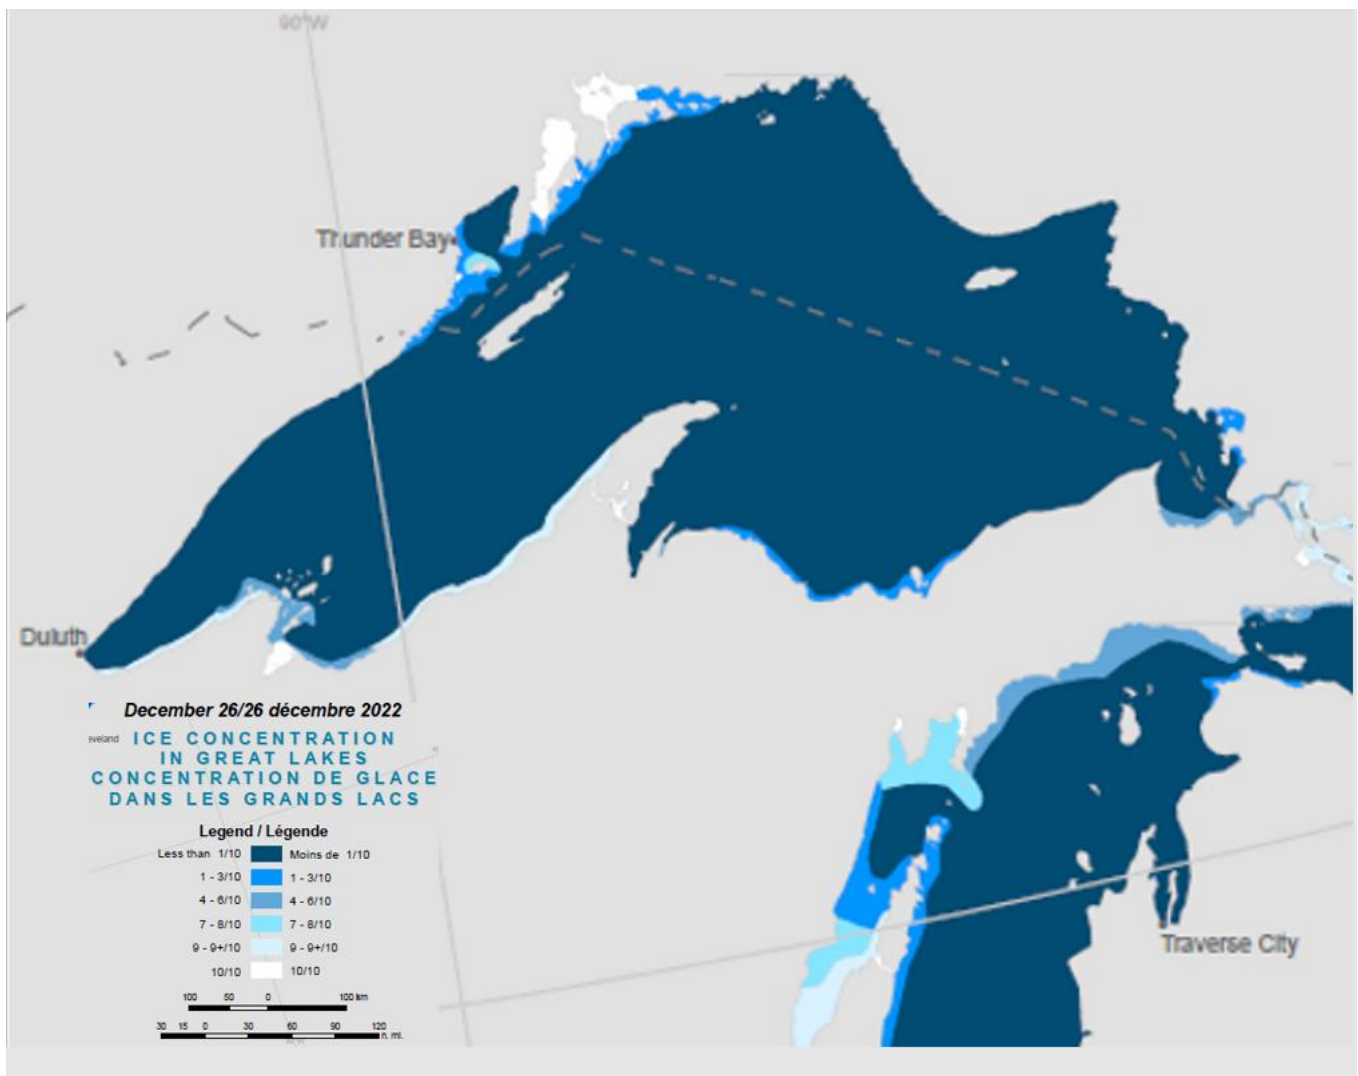 90°W
Thunder Bay
Duluth
December 26/26 décembre 2022
eveland
ICE CONCENTRATION
IN GREAT LAKES
CONCENTRATION DE GLACE
DANS LES GRANDS LACS
Legend / Légende
Less than 1/10 Moins de 1/10
1 - 3/10 1 - 3/10
4 - 6/10 4 - 6/10
7 - 8/10 7 - 8/10
9 - 9+/10 9 - 9+/10
10/10 10/10
100 50 0 100 km
30 15 0 30 60 90 120
n. mi.
Traverse City